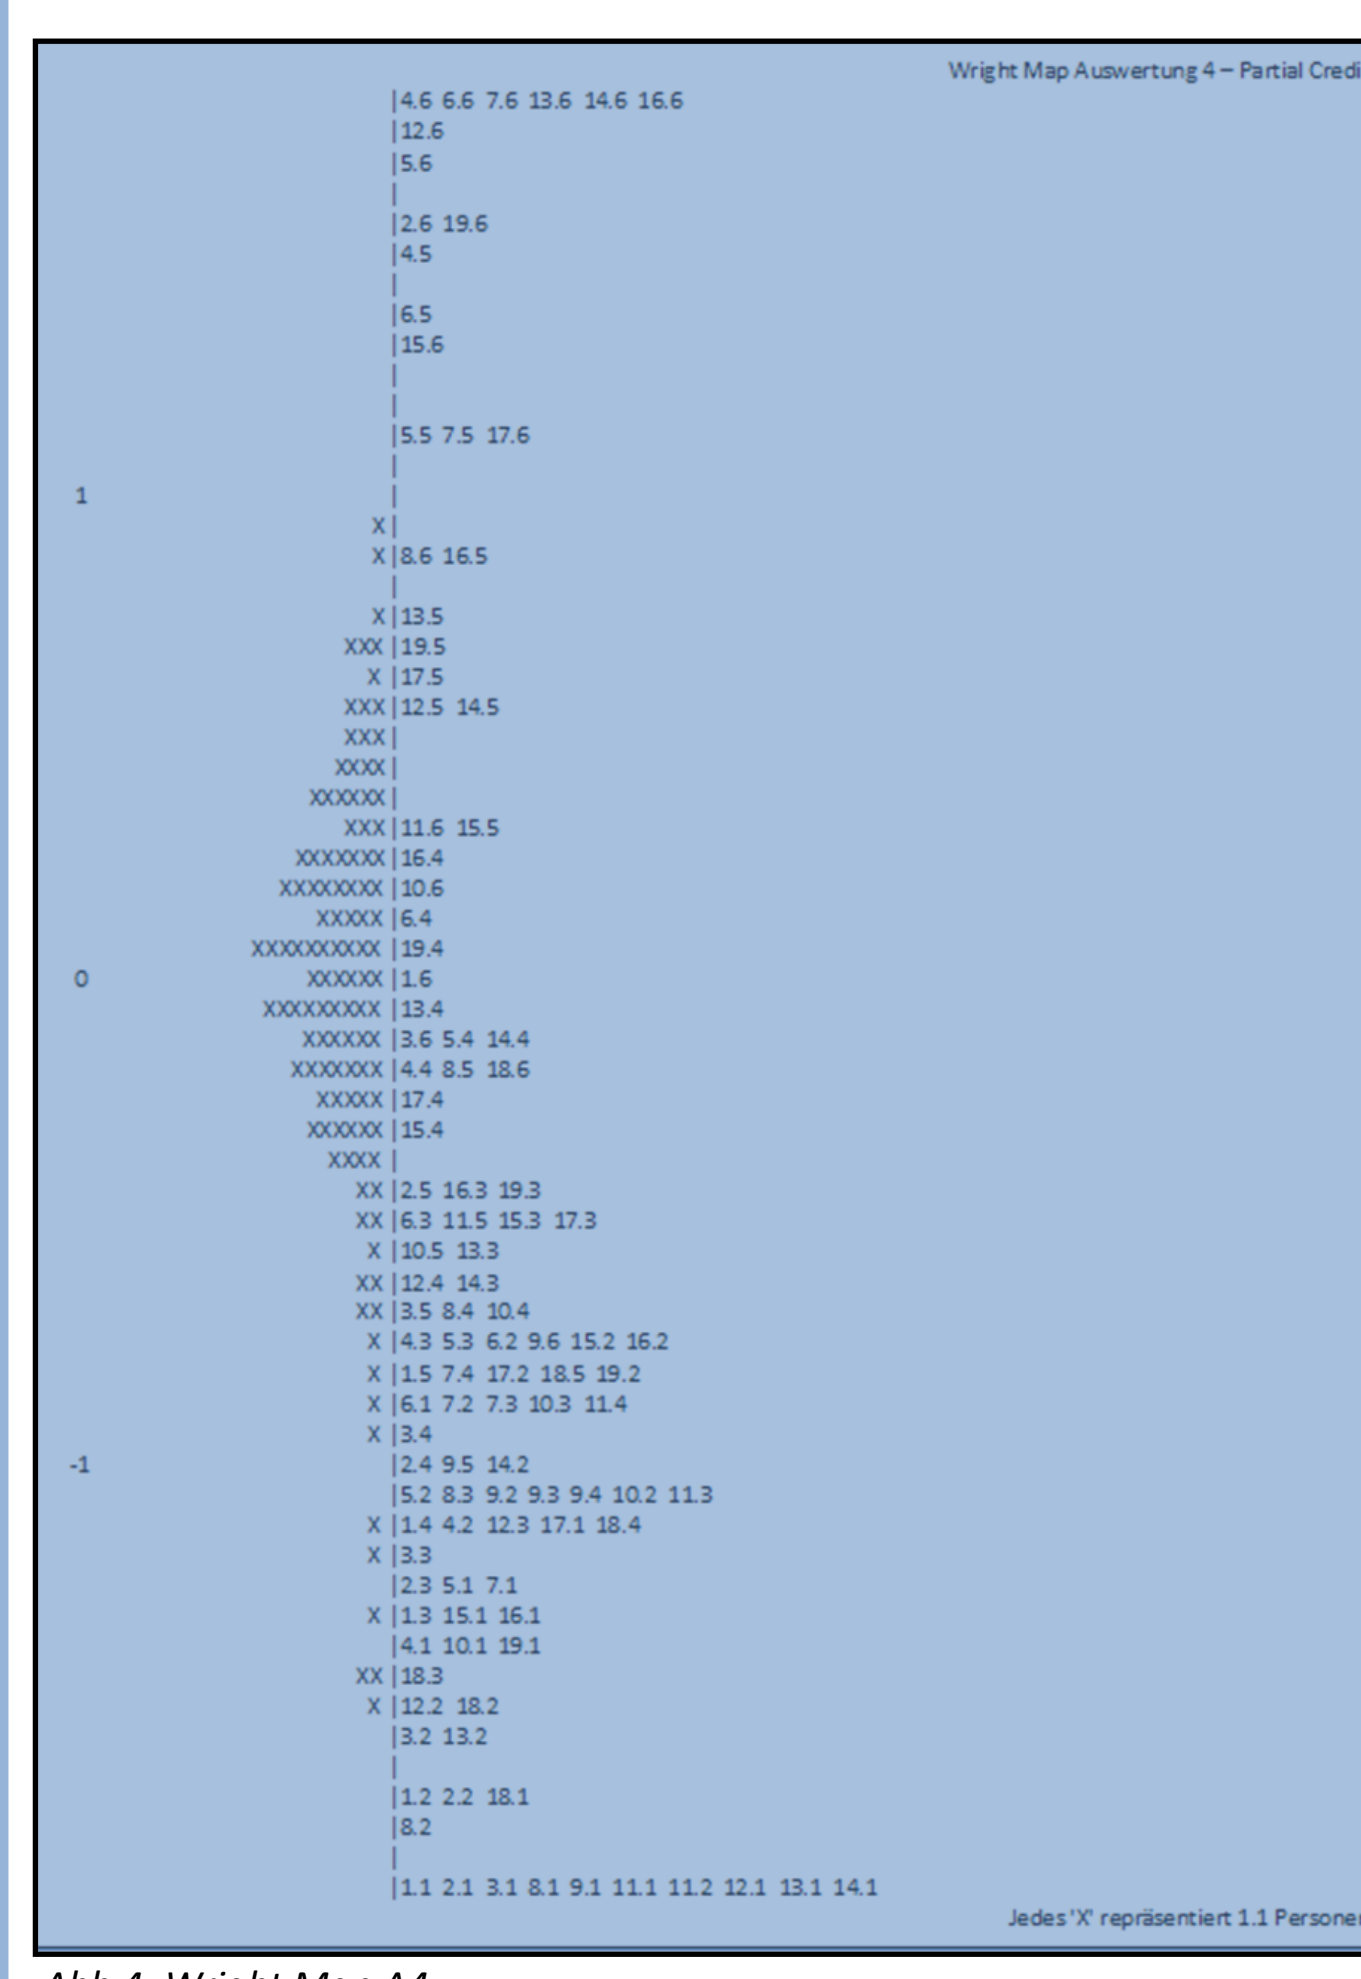 Wright Map Auswertung 4 – Partial Credi
|4.6 6.6 7.6 13.6 14.6 16.6
|12.6
|5.6
|
|2.6 19.6
|4.5
|
|6.5
|15.6
|
|
|5.5 7.5 17.6
|
1 |
X|
X|8.6 16.5
|
X|13.5
XXX |19.5
X |17.5
XXX|12.5 14.5
XXX|
XXXX|
XXXXXX|
XXX|11.6 15.5
XXXXXXX|16.4
XXXXXXXX |10.6
XXXXX |6.4
XXXXXXXXXX |19.4
0 XXXXXX |1.6
XXXXXXXXX |13.4
XXXXXX |3.6 5.4 14.4
XXXXXXX |4.4 8.5 18.6
XXXXX |17.4
XXXXXX |15.4
XXXX |
XX |2.5 16.3 19.3
XX |6.3 11.5 15.3 17.3
X |10.5 13.3
XX |12.4 14.3
XX |3.5 8.4 10.4
X |4.3 5.3 6.2 9.6 15.2 16.2
X |1.5 7.4 17.2 18.5 19.2
X |6.1 7.2 7.3 10.3 11.4
X |3.4
-1 |2.4 9.5 14.2
|5.2 8.3 9.2 9.3 9.4 10.2 11.3
X |1.4 4.2 12.3 17.1 18.4
X |3.3
|2.3 5.1 7.1
X |1.3 15.1 16.1
|4.1 10.1 19.1
XX |18.3
X |12.2 18.2
|3.2 13.2
|
|1.2 2.2 18.1
|8.2
|
|1.1 2.1 3.1 8.1 9.1 11.1 11.2 12.1 13.1 14.1
Jedes 'X' repräsentiert 1.1 Persone
Abb 4. Wright Map A4